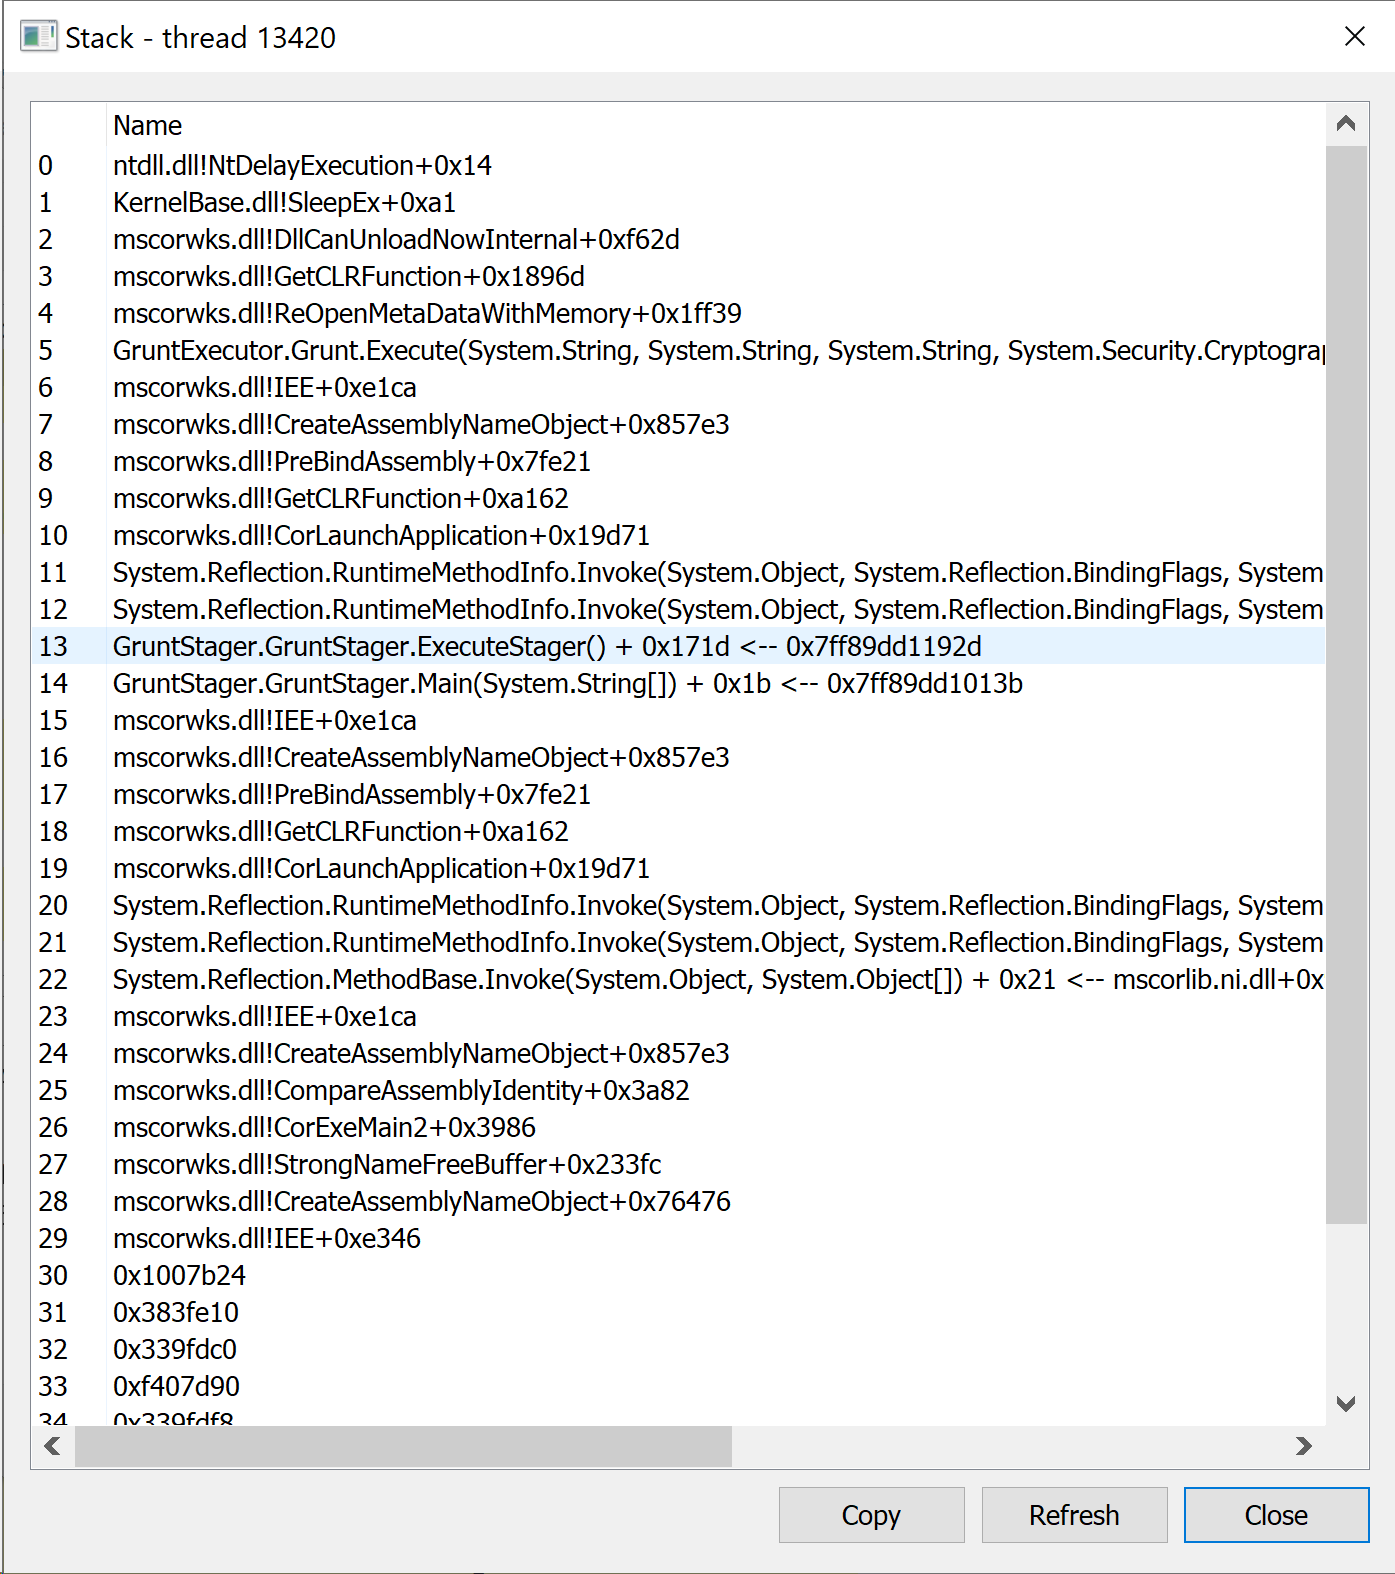 Stack - thread 13420
Name
0 ntdll.dll!NtDelayExecution+0x14
1 KernelBase.dll!SleepEx+0xa1
2 mscorwks.dll!DllCanUnloadNowInternal+0xf62d
3 mscorwks.dll!GetCLRFunction+0x1896d
4 mscorwks.dll!ReOpenMetaDataWithMemory+0x1ff39
5 GruntExecutor.Grunt.Execute(System.String, System.String, System.String, System.Security.Cryptograp
6 mscorwks.dll!IEE+0xe1ca
7 mscorwks.dll!CreateAssemblyNameObject+0x857e3
8 mscorwks.dll!PreBindAssembly+0x7fe21
9 mscorwks.dll!GetCLRFunction+0xa162
10 mscorwks.dll!CorLaunchApplication+0x19d71
11 System.Reflection.RuntimeMethodInfo.Invoke(System.Object, System.Reflection.BindingFlags, System
12 System.Reflection.RuntimeMethodInfo.Invoke(System.Object, System.Reflection.BindingFlags, System
13 GruntStager.GruntStager.ExecuteStager() + 0x171d <-- 0x7ff89dd1192d
14 GruntStager.GruntStager.Main(System.String[]) + 0x1b <-- 0x7ff89dd1013b
15 mscorwks.dll!IEE+0xe1ca
16 mscorwks.dll!CreateAssemblyNameObject+0x857e3
17 mscorwks.dll!PreBindAssembly+0x7fe21
18 mscorwks.dll!GetCLRFunction+0xa162
19 mscorwks.dll!CorLaunchApplication+0x19d71
20 System.Reflection.RuntimeMethodInfo.Invoke(System.Object, System.Reflection.BindingFlags, System
21 System.Reflection.RuntimeMethodInfo.Invoke(System.Object, System.Reflection.BindingFlags, System
22 System.Reflection.MethodBase.Invoke(System.Object, System.Object[]) + 0x21 <-- mscorlib.ni.dll+0x
23 mscorwks.dll!IEE+0xe1ca
24 mscorwks.dll!CreateAssemblyNameObject+0x857e3
25 mscorwks.dll!CompareAssemblyIdentity+0x3a82
26 mscorwks.dll!CorExeMain2+0x3986
27 mscorwks.dll!StrongNameFreeBuffer+0x233fc
28 mscorwks.dll!CreateAssemblyNameObject+0x76476
29 mscorwks.dll!IEE+0xe346
30 0x1007b24
31 0x383fe10
32 0x339fdc0
33 0xf407d90
34 0x339fdf8
Copy Refresh Close